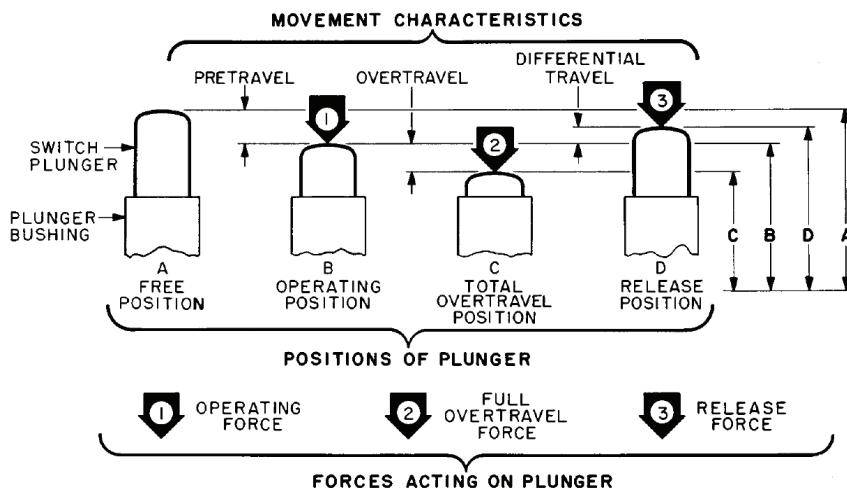 MOVEMENT CHARACTERISTICS
PRETRAVEL
OVERTRAVEL
DIFFERENTIAL
TRAVEL
1
2
3
SWITCH
PLUNGER
PLUNGER
BUSHING
C
B
D
A
A
FREE
POSITION
B
OPERATING
POSITION
C
TOTAL
OVERTRAVEL
POSITION
D
RELEASE
POSITION
POSITIONS OF PLUNGER
1
OPERATING
FORCE
2
FULL
OVERTRAVEL
FORCE
3
RELEASE
FORCE
FORCES ACTING ON PLUNGER